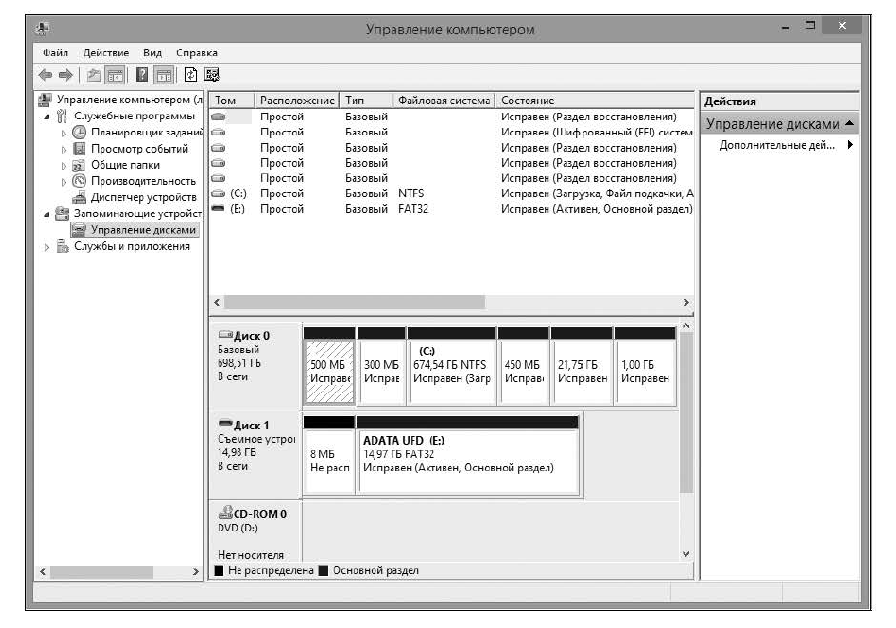 Управление компьютером
Файл Действие Вид Справка
Управление компьютером (л
Служебные программы
Планировщик заданий
Просмотр событий
Общие папки
Производительность
Диспетчер устройств
Запоминающие устройст
Управление дисками
Службы и приложения
Том Расположение Тип Файловая система Состояние
Простой Базовый Исправен (Раздел восстановления)
Простой Базовый Исправен (Шифрованный (EFI) систем
Простой Базовый Исправен (Раздел восстановления)
Простой Базовый Исправен (Раздел восстановления)
Простой Базовый Исправен (Раздел восстановления)
(C:) Простой Базовый NTFS Исправен (Загрузка, Файл подкачки, А
(E:) Простой Базовый FAT32 Исправен (Активен, Основной раздел)
Действия
Управление дисками
Дополнительные дей...
Диск 0
Базовый
698,51 ГБ
В сети
500 МБ
Исправе
300 МБ
Исправ
(C:)
674,54 ГБ NTFS
Исправен (Загр
450 МБ
Исправ
21,75 ГБ
Исправен
1,00 ГБ
Исправен
Диск 1
Съемное устрої
14,98 ГБ
В сети
8 МБ
Не расп
ADATA UFD (E:)
14,97 ГБ FAT32
Исправен (Активен, Основной раздел)
CD-ROM 0
DVD (D:)
Нет носителя
Не распределена Основной раздел